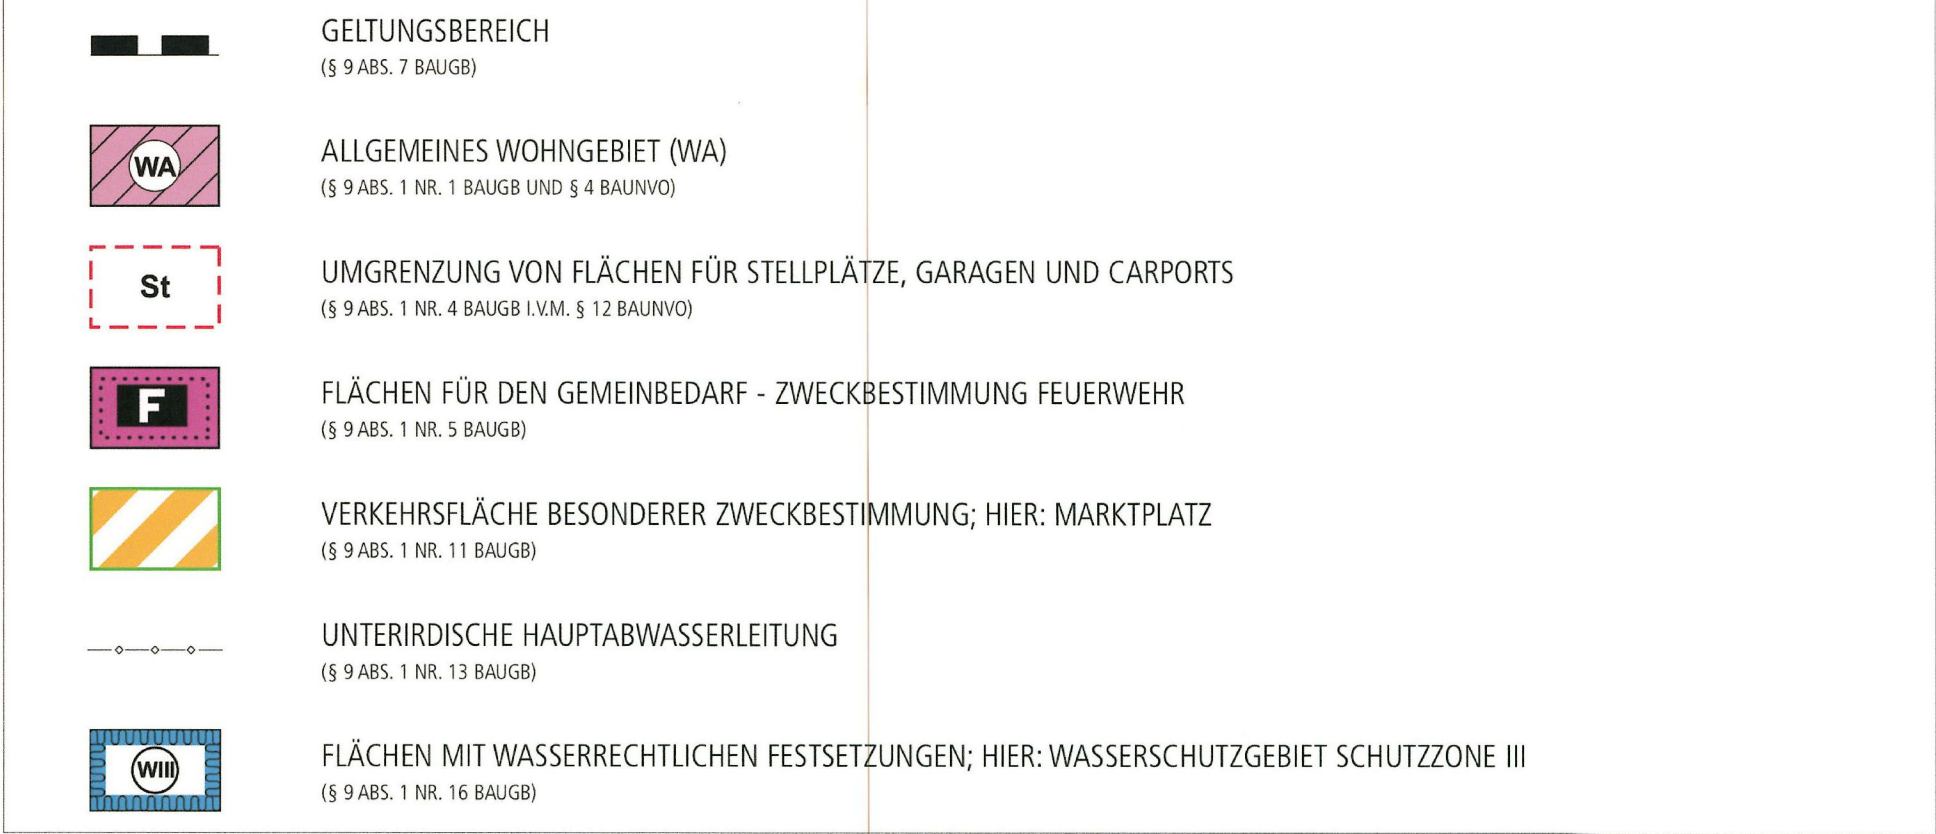 GELTUNGSBEREICH
(§ 9 ABS. 7 BAUGB)
WA
ALLGEMEINES WOHNGEBIET (WA)
(§ 9 ABS. 1 NR. 1 BAUGB UND § 4 BAUNVO)
St
UMGRENZUNG VON FLÄCHEN FÜR STELLPLÄTZE, GARAGEN UND CARPORTS
(§ 9 ABS. 1 NR. 4 BAUGB I.V.M. § 12 BAUNVO)
F
FLÄCHEN FÜR DEN GEMEINBEDARF - ZWECKBESTIMMUNG FEUERWEHR
(§ 9 ABS. 1 NR. 5 BAUGB)
VERKEHRSFLÄCHE BESONDERER ZWECKBESTIMMUNG; HIER: MARKTPLATZ
(§ 9 ABS. 1 NR. 11 BAUGB)
UNTERIRDISCHE HAUPTABWASSERLEITUNG
(§ 9 ABS. 1 NR. 13 BAUGB)
WIII
FLÄCHEN MIT WASSERRECHTLICHEN FESTSETZUNGEN; HIER: WASSERSCHUTZGEBIET SCHUTZZONE III
(§ 9 ABS. 1 NR. 16 BAUGB)